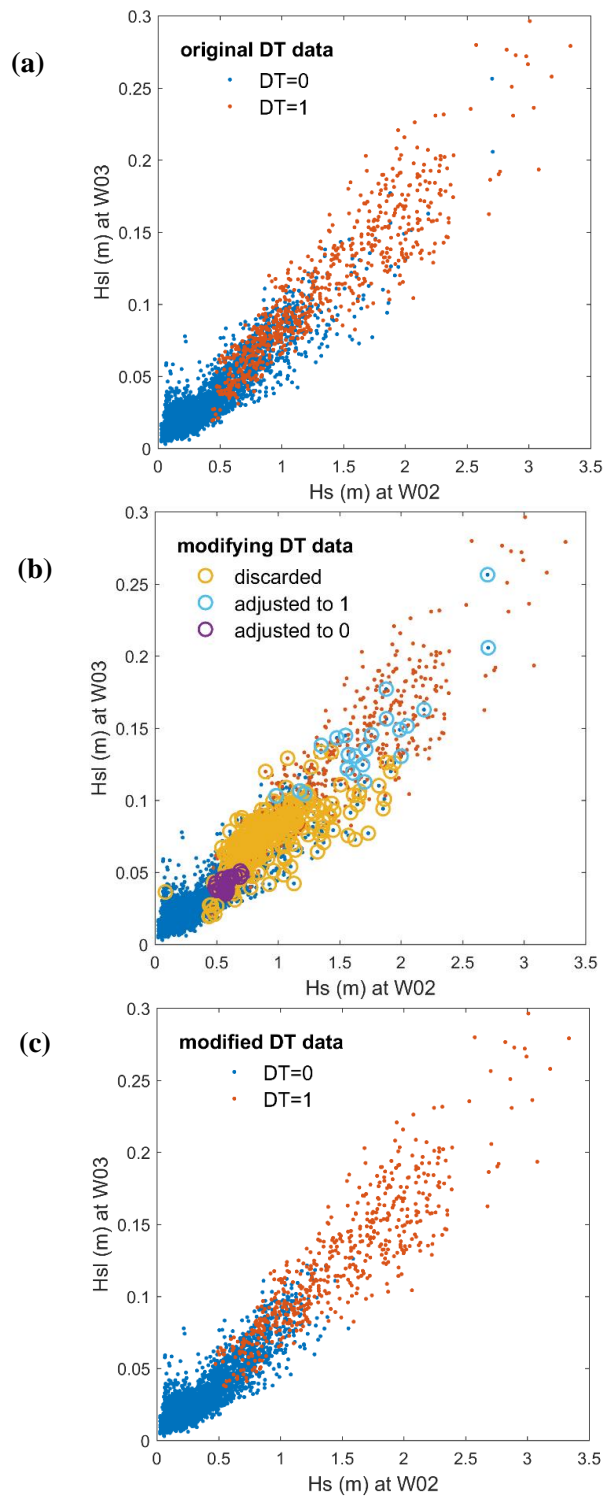 (a)
original DT data
DT=0
DT=1
0.3
0.25
0.2
0.15
0.1
0.05
0
Hsl (m) at W03
0 0.5 1 1.5 2 2.5 3 3.5
Hs (m) at W02
(b)
modifying DT data
discarded
adjusted to 1
adjusted to 0
0.3
0.25
0.2
0.15
0.1
0.05
0
Hsl (m) at W03
0 0.5 1 1.5 2 2.5 3 3.5
Hs (m) at W02
(c)
modified DT data
DT=0
DT=1
0.3
0.25
0.2
0.15
0.1
0.05
0
Hsl (m) at W03
0 0.5 1 1.5 2 2.5 3 3.5
Hs (m) at W02